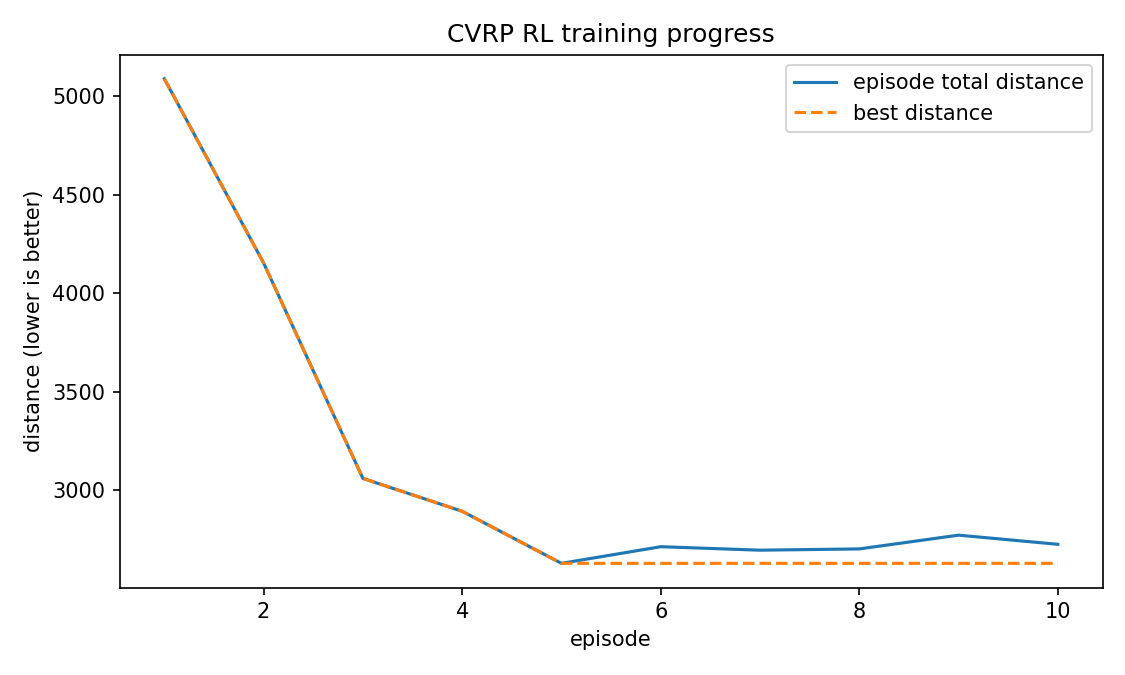 CVRP RL training progress
episode total distance
best distance
distance (lower is better)
5000
4500
4000
3500
3000
2
4
6
8
10
episode